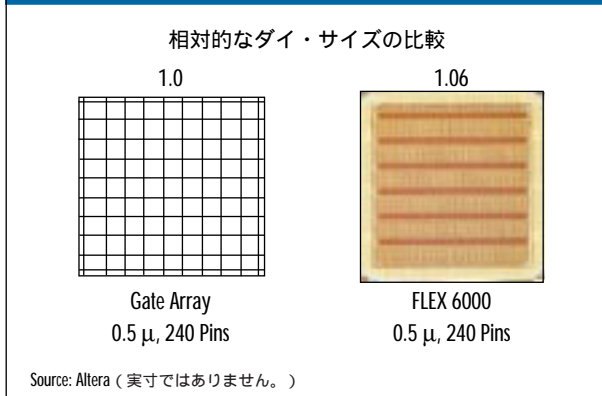 相対的なダイ・サイズの比較
1.0
1.06
Gate Array
0.5 μ, 240 Pins
FLEX 6000
0.5 μ, 240 Pins
Source: Altera（実寸ではありません。）